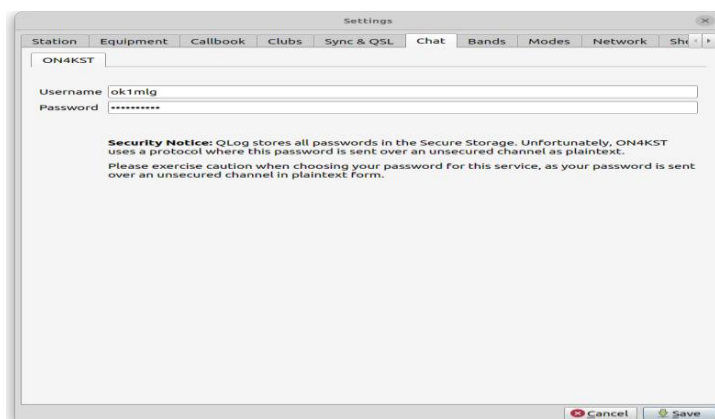 Settings
Station Equipment Callbook Clubs Sync & QSL Chat Bands Modes Network
ON4KST
Username ok1mlg
Password ••••••••••
Security Notice: QLog stores all passwords in the Secure Storage. Unfortunately, ON4KST
uses a protocol where this password is sent over an unsecured channel as plaintext.
Please exercise caution when choosing your password for this service, as your password is sent
over an unsecured channel in plaintext form.
Cancel Save